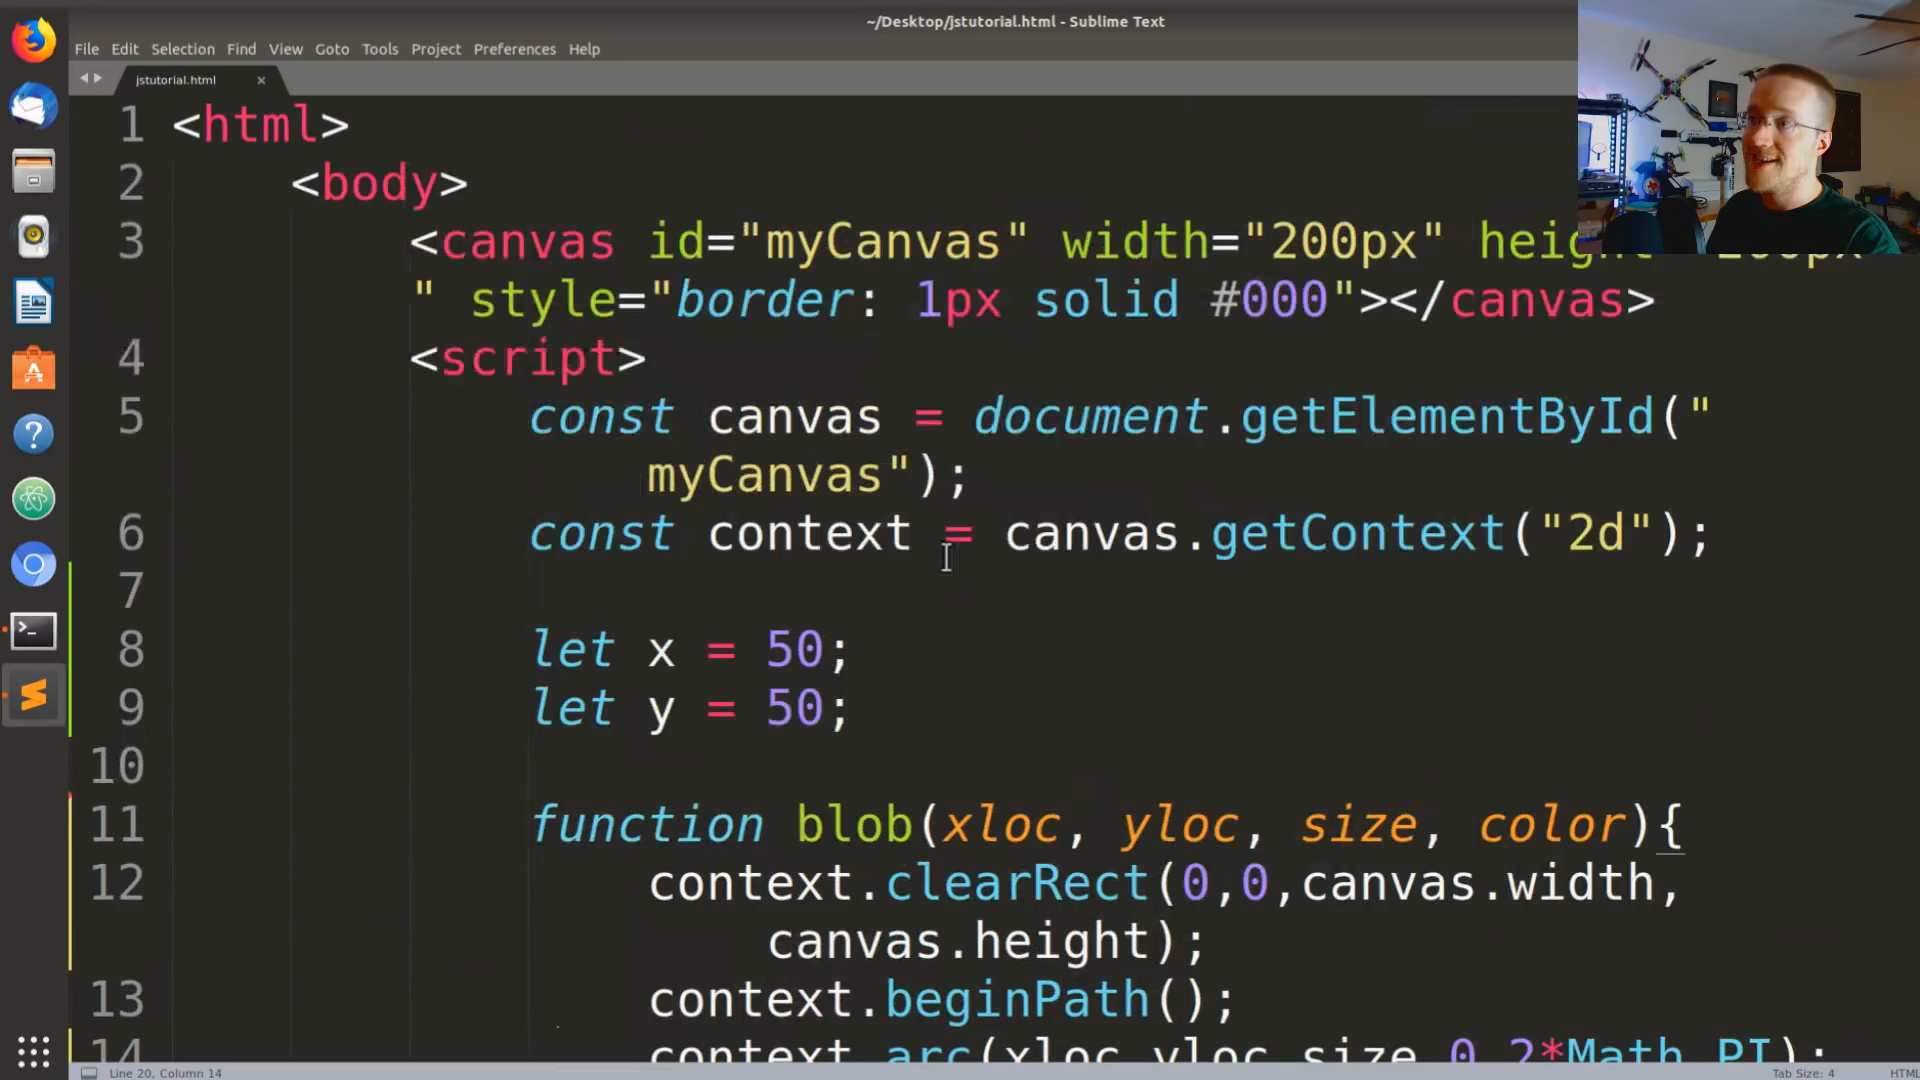 ~/Desktop/jstutorial.html - Sublime Text
File Edit Selection Find View Goto Tools Project Preferences Help
jstutorial.html ×
1 <html>
2 <body>
3 <canvas id="myCanvas" width="200px"
" style="border: 1px solid #000"></canvas>
4 <script>
5 const canvas = document.getElementById("
myCanvas");
6 const context = canvas.getContext("2d");
7
8 let x = 50;
9 let y = 50;
10
11 function blob(xloc, yloc, size, color){
12 context.clearRect(0,0,canvas.width,
canvas.height);
13 context.beginPath();
14 context.arc(xloc,yloc,size,0,2*Math.PI);
Line 20, Column 14
Tab Size: 4 HTML